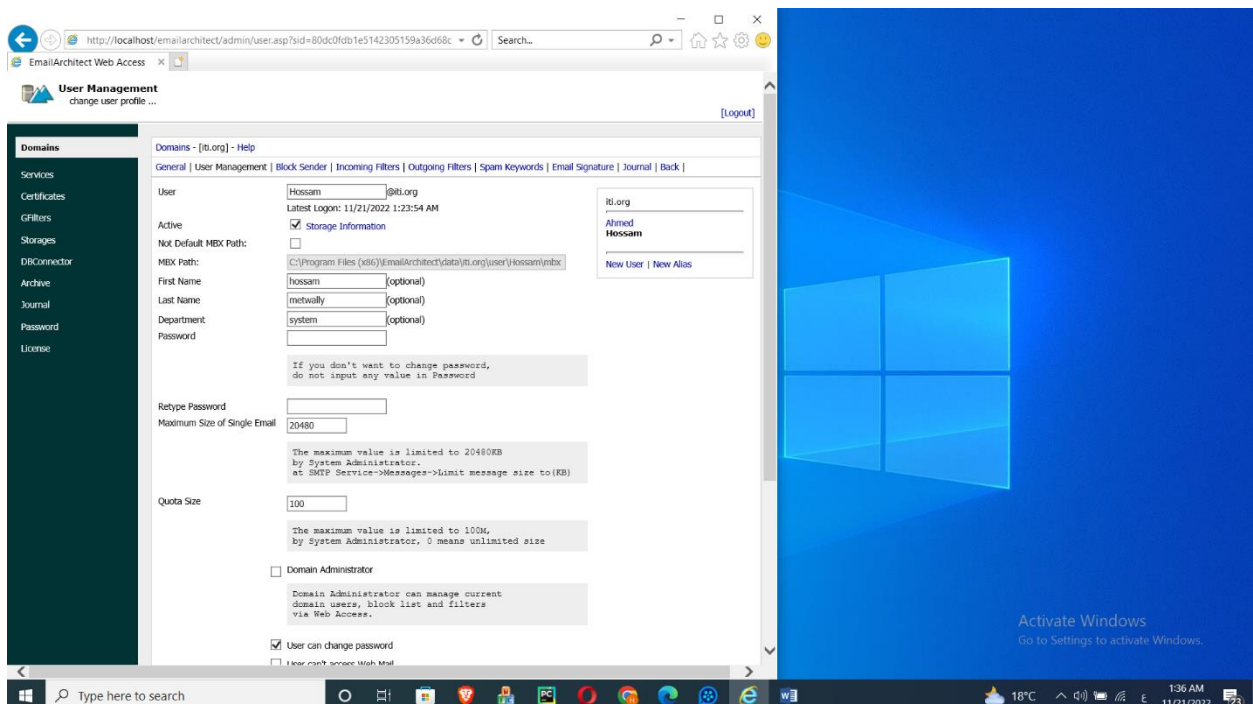 http://localhost/emailarchitect/admin/user.asp?sid=80dc0fdb1e5142305159a36d68c
Search...
EmailArchitect Web Access
User Management
change user profile ...
[Logout]
Domains
Services
Certificates
GFilters
Storages
DBConnector
Archive
Journal
Password
License
Domains - [iti.org] - Help
General | User Management | Block Sender | Incoming Filters | Outgoing Filters | Spam Keywords | Email Signature | Journal | Back |
User Hossam @iti.org
Latest Logon: 11/21/2022 1:23:54 AM
Active Storage Information
Not Default MBX Path:
MBX Path: C:\Program Files (x86)\EmailArchitect\data\iti.org\user\Hossam\mbx
First Name hossam (optional)
Last Name metwally (optional)
Department system (optional)
Password
If you don't want to change password,
do not input any value in Password
Retype Password
Maximum Size of Single Email 20480
The maximum value is limited to 20480KB
by System Administrator.
at SMTP Service->Messages->Limit message size to(KB)
Quota Size 100
The maximum value is limited to 100M,
by System Administrator, 0 means unlimited size
Domain Administrator
Domain Administrator can manage current
domain users, block list and filters
via Web Access.
User can change password
User can't access Web Mail
iti.org
Ahmed
Hossam
New User | New Alias
Activate Windows
Go to Settings to activate Windows.
Type here to search
PC
W
18°C
ع
1:36 AM
11/21/2022
23